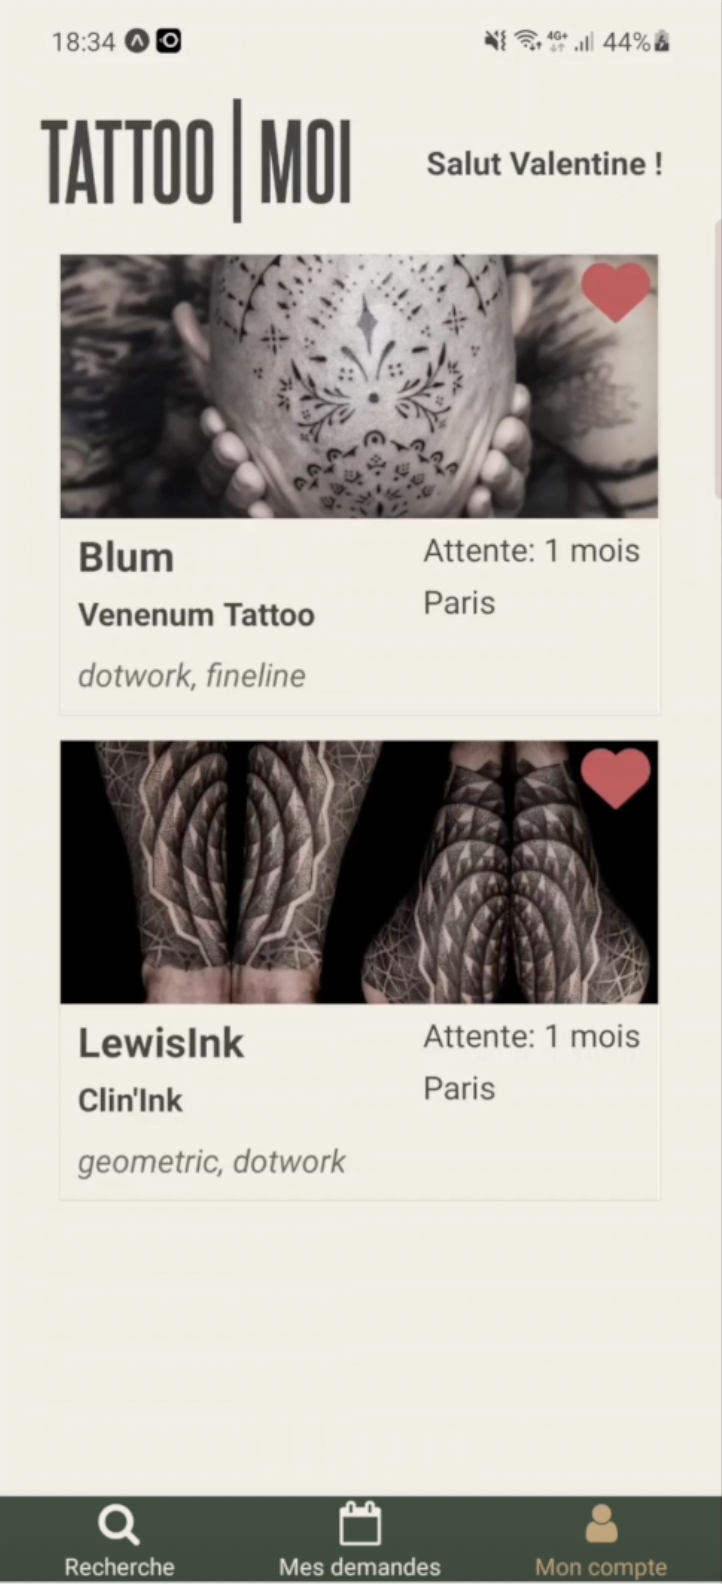 18:34 4G+ 44%
TATTOO | MOI
Salut Valentine !
Blum
Attente: 1 mois
Venenum Tattoo
Paris
dotwork, fineline
LewisInk
Attente: 1 mois
Clin'Ink
Paris
geometric, dotwork
Recherche
Mes demandes
Mon compte